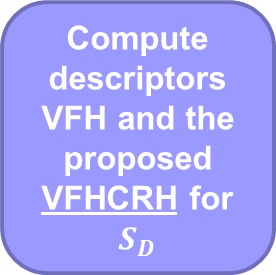 Compute
descriptors
VFH and the
proposed
VFHCRH for
S_D